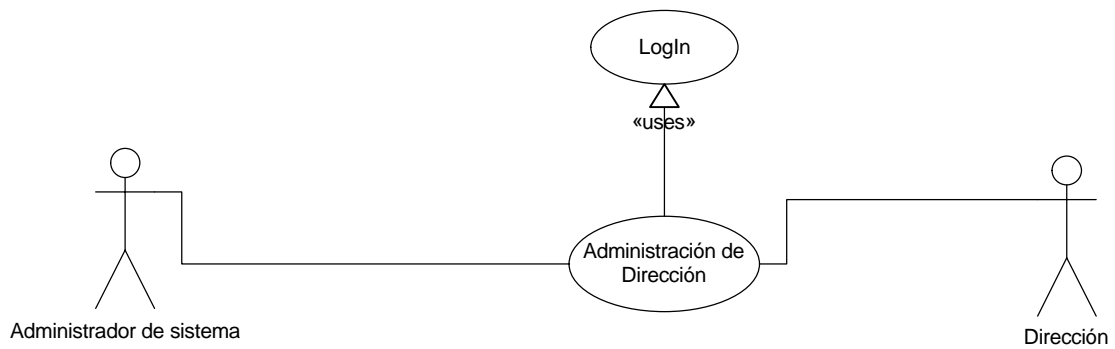 LogIn
«uses»
Administración de
Dirección
Administrador de sistema
Dirección